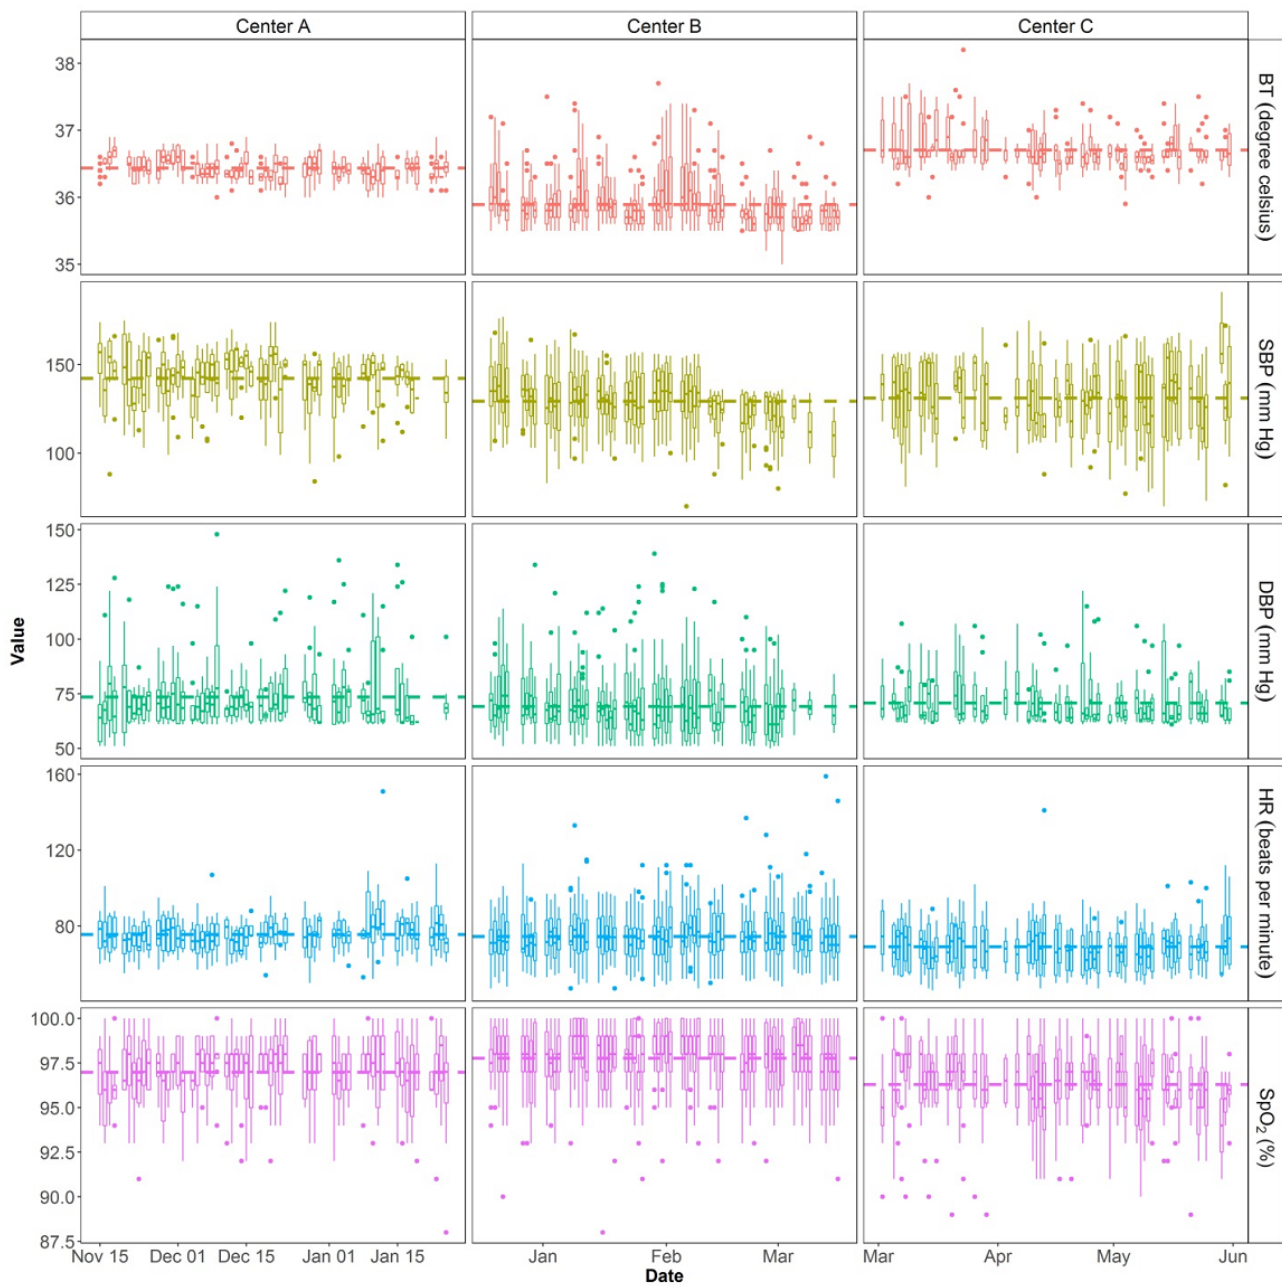 Center A
Center B
Center C
38
37
36
35
BT (degree celsius)
150
100
SBP (mm Hg)
150
125
100
75
50
DBP (mm Hg)
160
120
80
HR (beats per minute)
100.0
97.5
95.0
92.5
90.0
87.5
SpO₂ (%)
Value
Nov 15 Dec 01 Dec 15 Jan 01 Jan 15
Jan Feb Mar
Mar Apr May Jun
Date